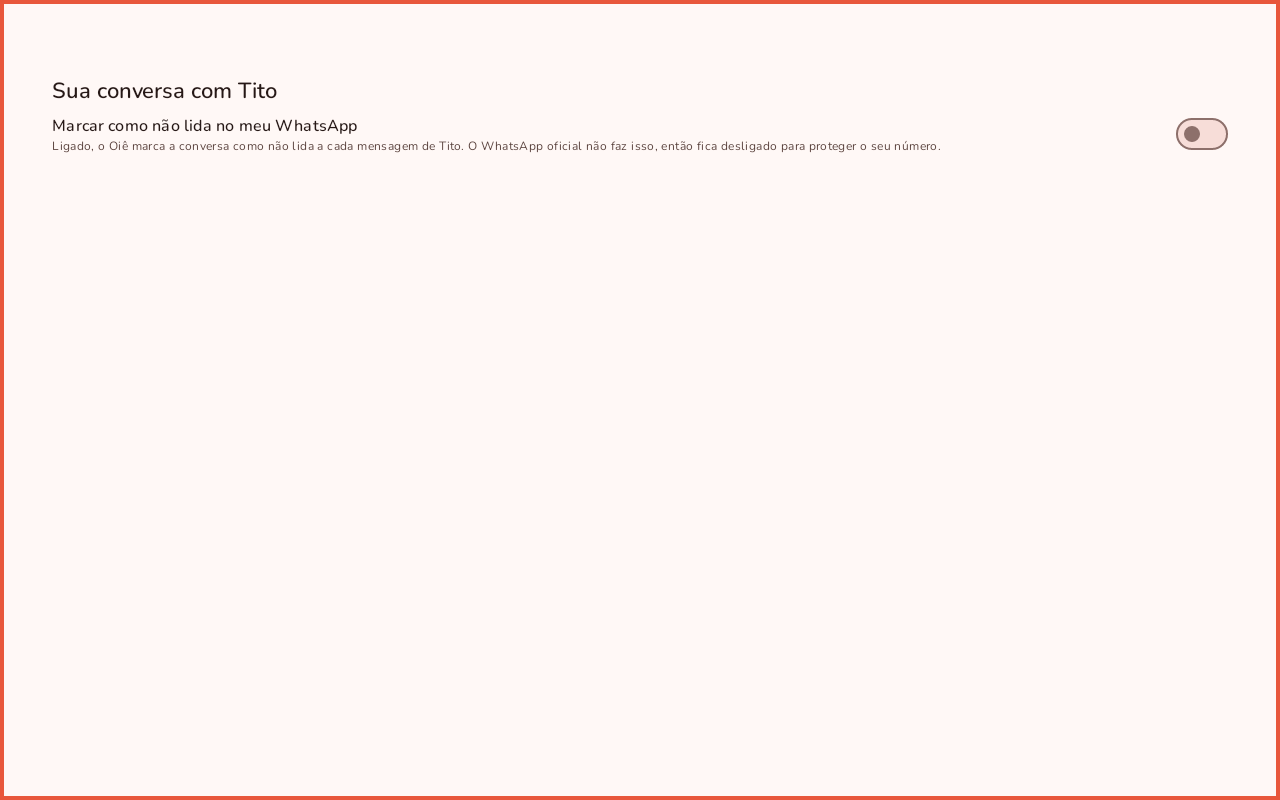 Sua conversa com Tito
Marcar como não lida no meu WhatsApp
Ligado, o Oiê marca a conversa como não lida a cada mensagem de Tito. O WhatsApp oficial não faz isso, então fica desligado para proteger o seu número.